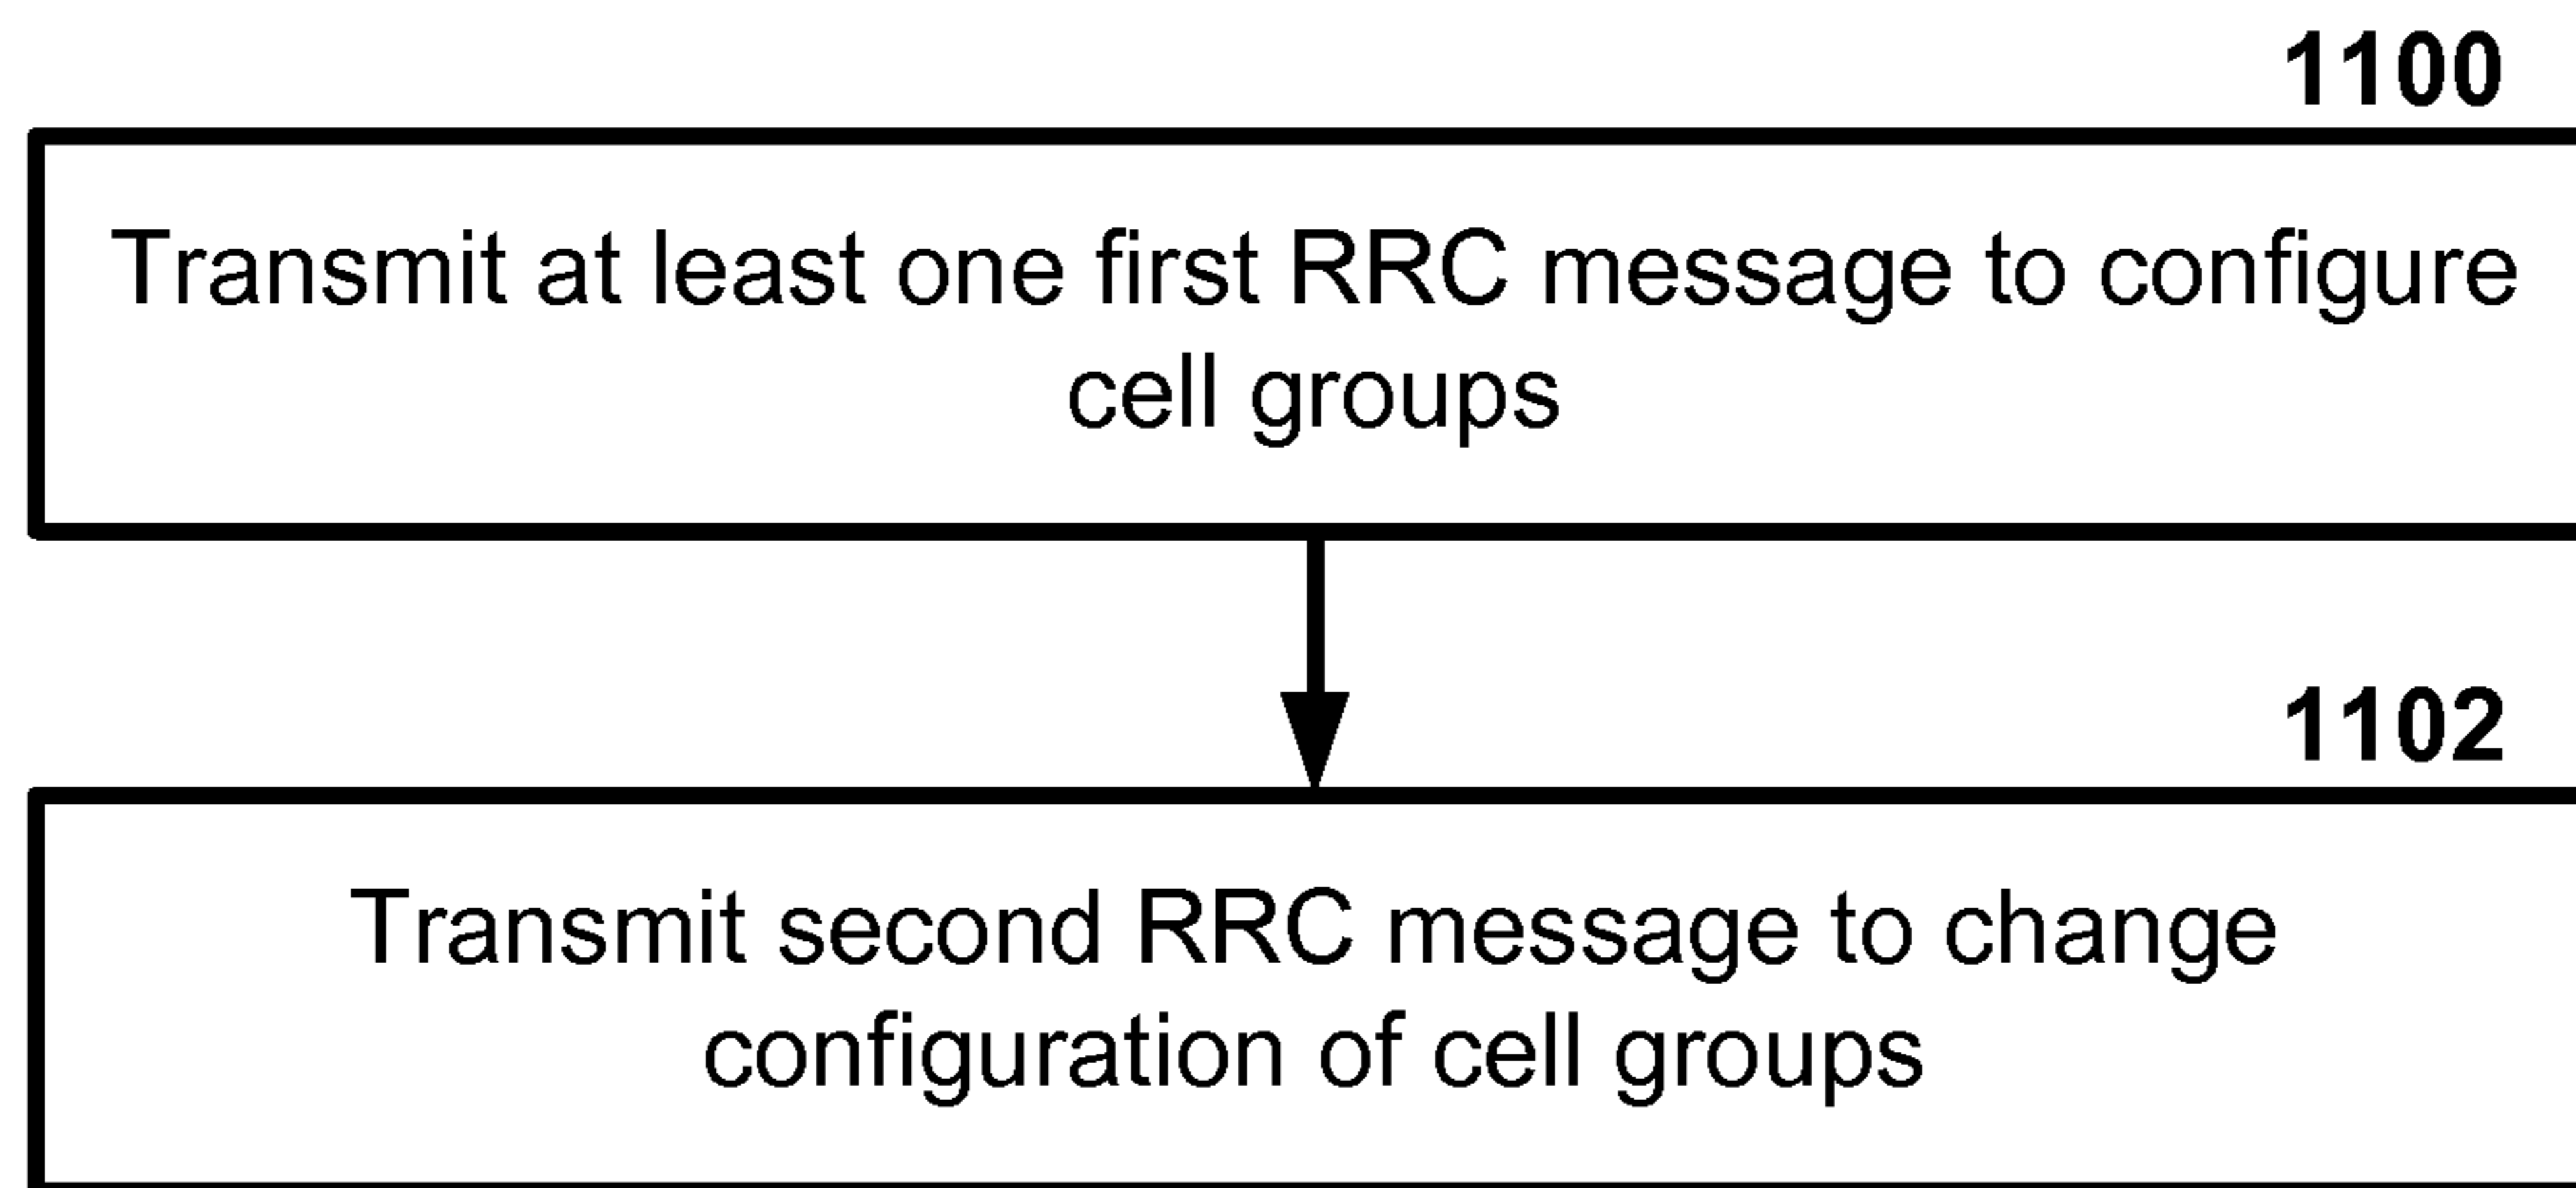 1100
Transmit at least one first RRC message to configure
cell groups
1102
Transmit second RRC message to change
configuration of cell groups